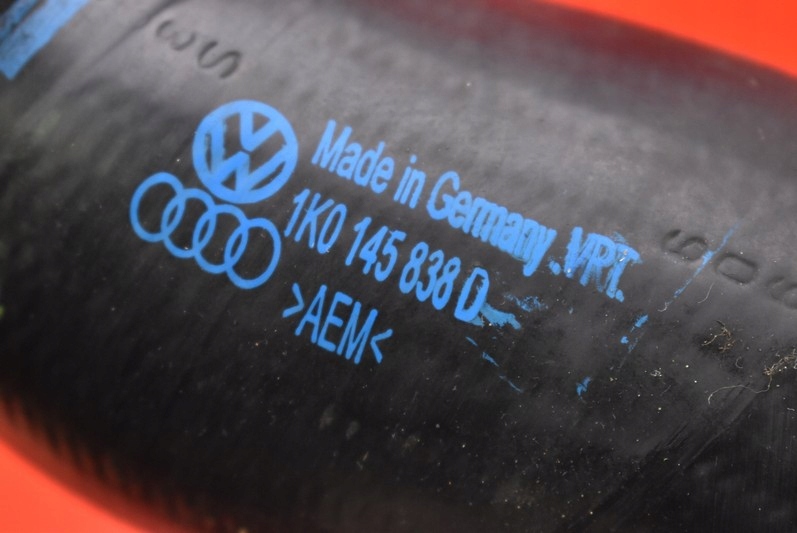 Made in Germany .VRT.
1K0 145 838 D
>AEM<